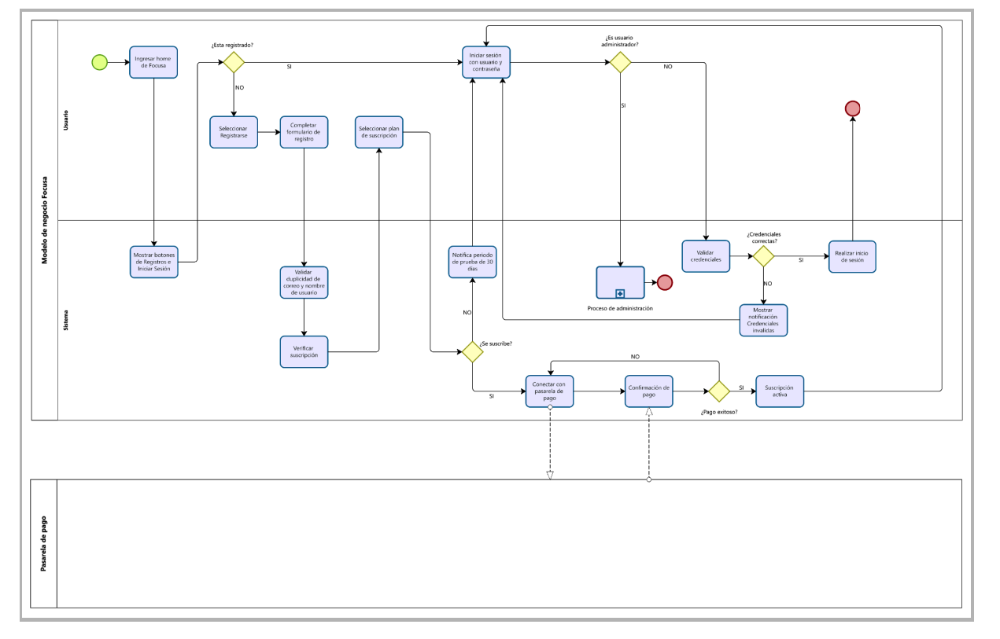 Modelo de negocio Focusa
Usuario
Ingresar home
de Focusa
¿Esta registrado?
SI
NO
Seleccionar
Registrarse
Completar
formulario de
registro
Seleccionar plan
de suscripción
Iniciar sesión
con usuario y
contraseña
¿Es usuario
administrador?
NO
SI
Sistema
Mostrar botones
de Registros e
Iniciar Sesión
Validar
duplicidad de
correo y nombre
de usuario
Verificar
suscripción
Notifica periodo
de prueba de 30
dias
NO
¿Se suscribe?
SI
Proceso de administración
Validar
credenciales
¿Credenciales
correctas?
SI
NO
Realizar inicio
de sesión
Mostrar
notificación
Credenciales
invalidas
NO
Conectar con
pasarela de
pago
Confirmación de
pago
¿Pago exitoso?
SI
Suscripción
activa
Pasarela de pago